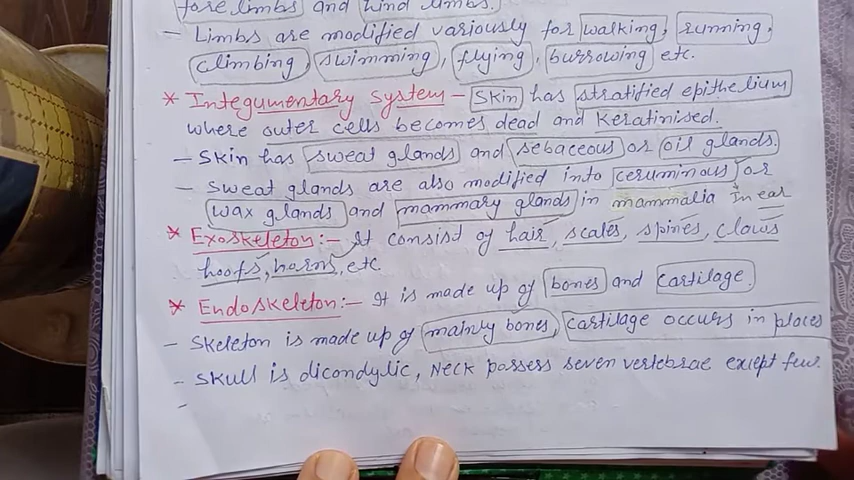 fore limbs and hind limbs.
- Limbs are modified variously for walking, running,
climbing, swimming, flying, burrowing etc.
* Integumentary System - Skin has stratified epithelium
where outer cells becomes dead and keratinised.
- Skin has sweat glands and sebaceous or oil glands.
- Sweat glands are also modified into ceruminous or
wax glands and mammary glands in mammalia In ear
* Exoskeleton:- It consist of hair, scales, spines, claws
hoofs, horns, etc.
* Endoskeleton:- It is made up of bones and cartilage.
- Skeleton is made up of mainly bones, cartilage occurs in places
- Skull is dicondylic, Neck possess seven vertebrae except few.
-